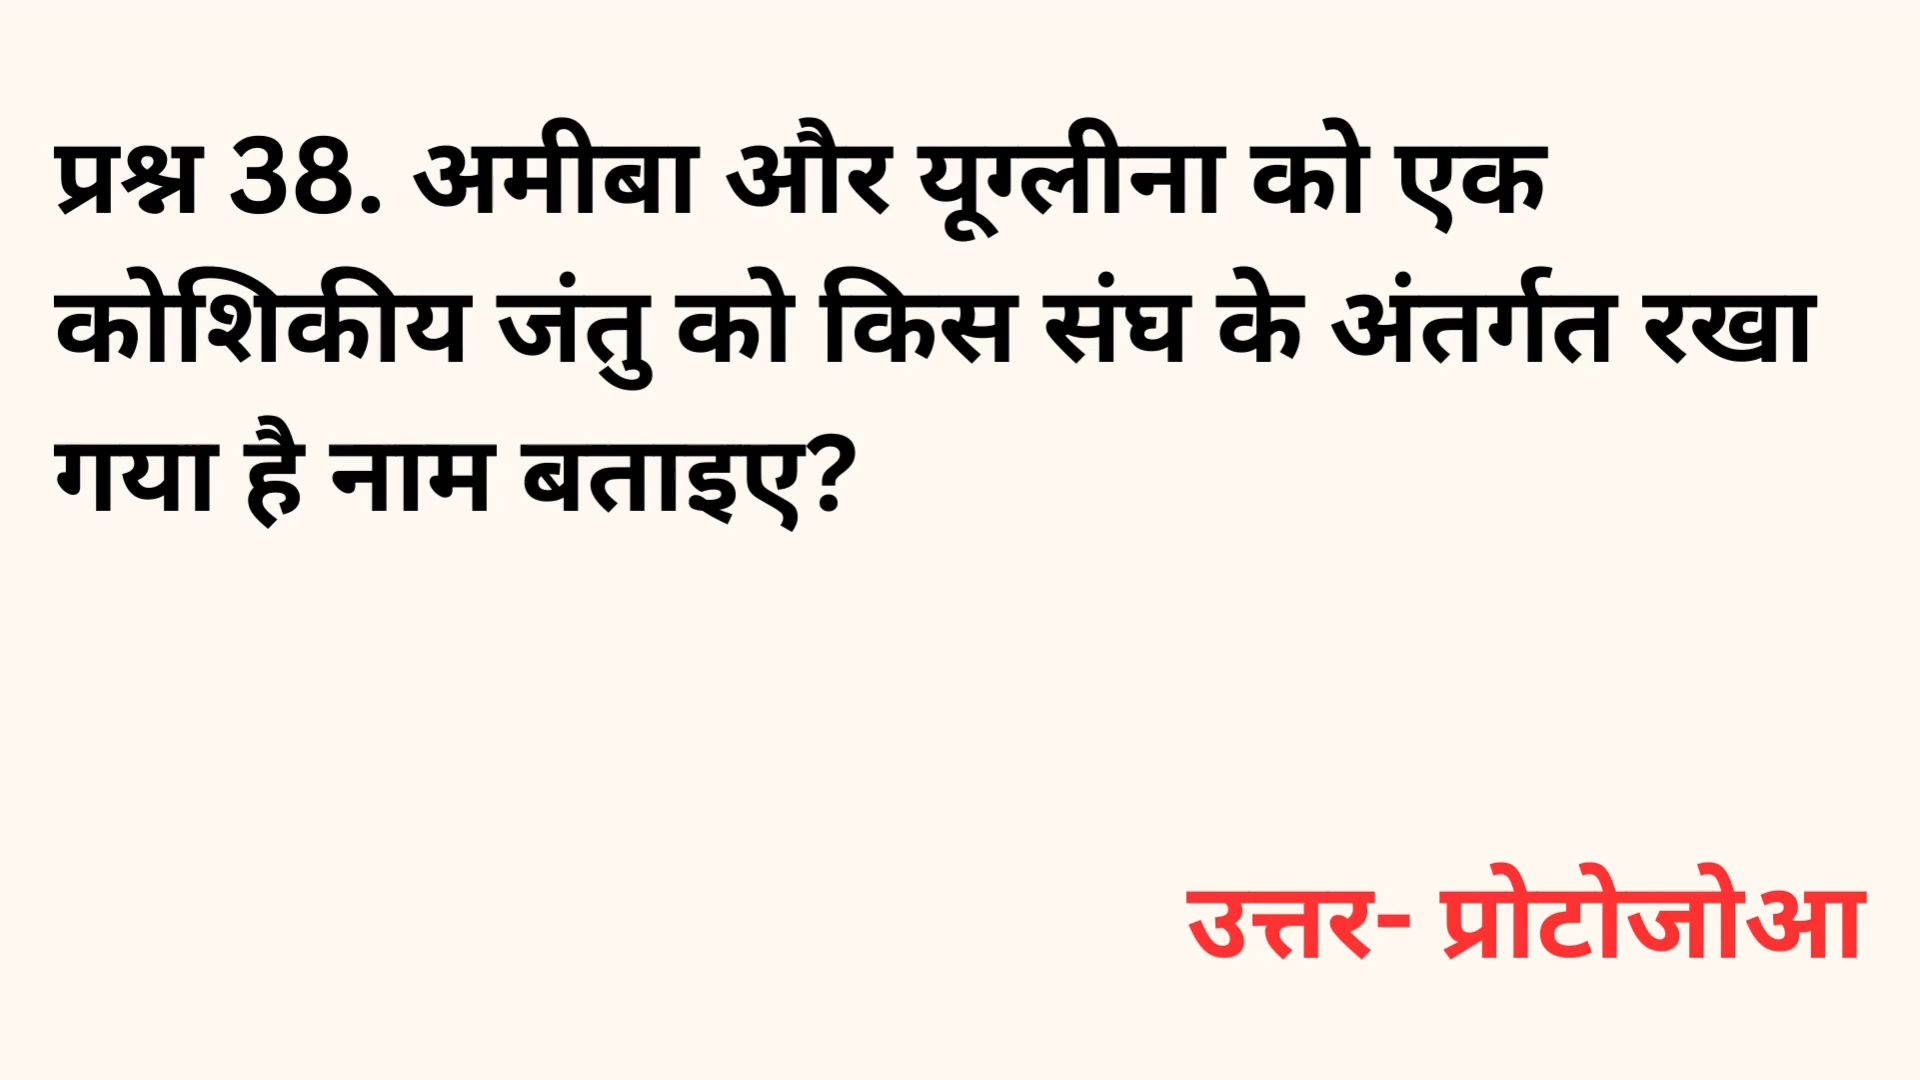 प्रश्न 38. अमीबा और यूग्लीना को एक
कोशिकीय जंतु को किस संघ के अंतर्गत रखा
गया है नाम बताइए?
उत्तर- प्रोटोजोआ